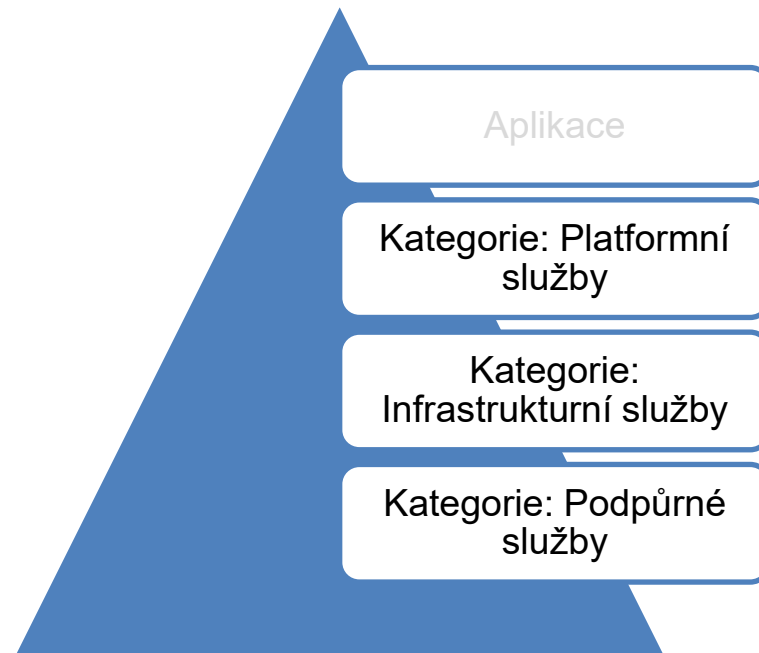 Aplikace
Kategorie: Platformní
služby
Kategorie:
Infrastrukturní služby
Kategorie: Podpůrné
služby